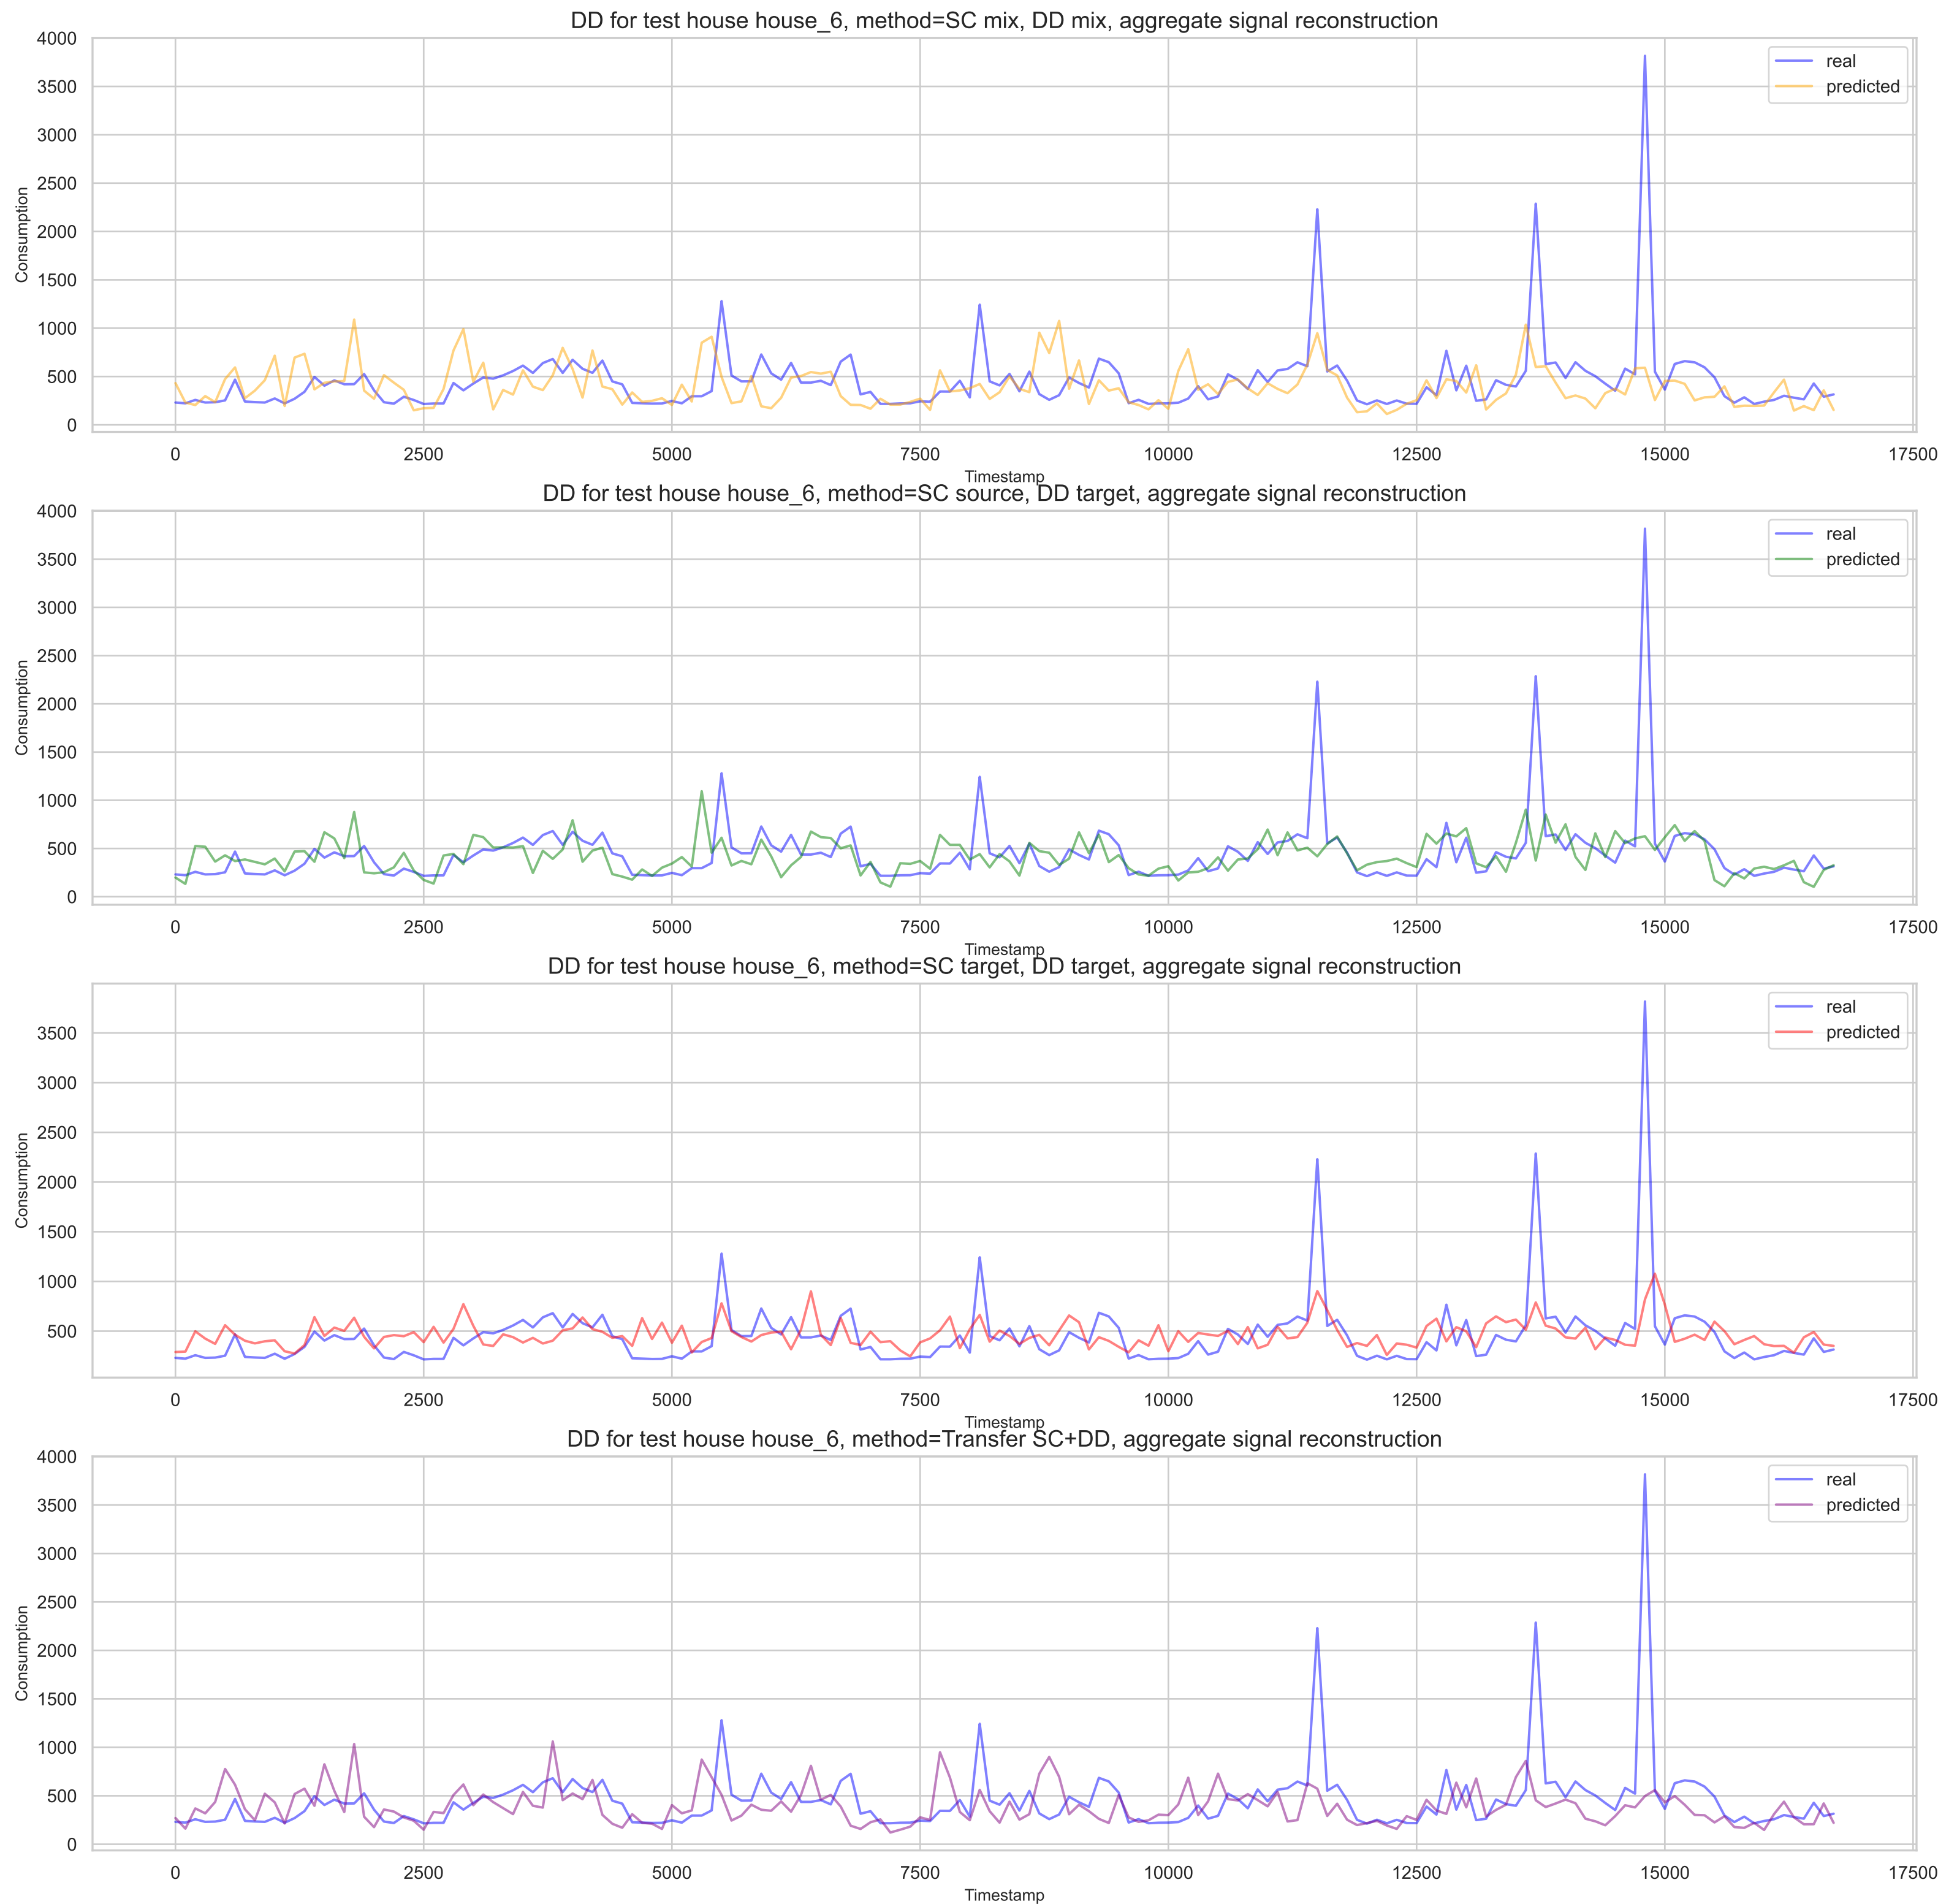 DD for test house house_6, method=SC mix, DD mix, aggregate signal reconstruction
4000
3500
3000
2500
2000
1500
1000
500
0
Consumption
real
predicted
0 2500 5000 7500 10000 12500 15000 17500
Timestamp
DD for test house house_6, method=SC source, DD target, aggregate signal reconstruction
4000
3500
3000
2500
2000
1500
1000
500
0
Consumption
real
predicted
0 2500 5000 7500 10000 12500 15000 17500
Timestamp
DD for test house house_6, method=SC target, DD target, aggregate signal reconstruction
3500
3000
2500
2000
1500
1000
500
Consumption
real
predicted
0 2500 5000 7500 10000 12500 15000 17500
Timestamp
DD for test house house_6, method=Transfer SC+DD, aggregate signal reconstruction
4000
3500
3000
2500
2000
1500
1000
500
0
Consumption
real
predicted
0 2500 5000 7500 10000 12500 15000 17500
Timestamp